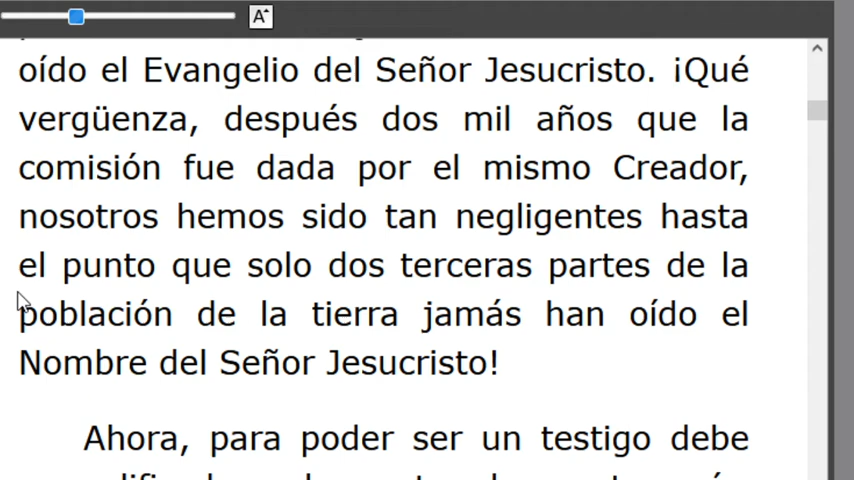 A
oído el Evangelio del Señor Jesucristo. ¡Qué
vergüenza, después dos mil años que la
comisión fue dada por el mismo Creador,
nosotros hemos sido tan negligentes hasta
el punto que solo dos terceras partes de la
población de la tierra jamás han oído el
Nombre del Señor Jesucristo!
Ahora, para poder ser un testigo debe